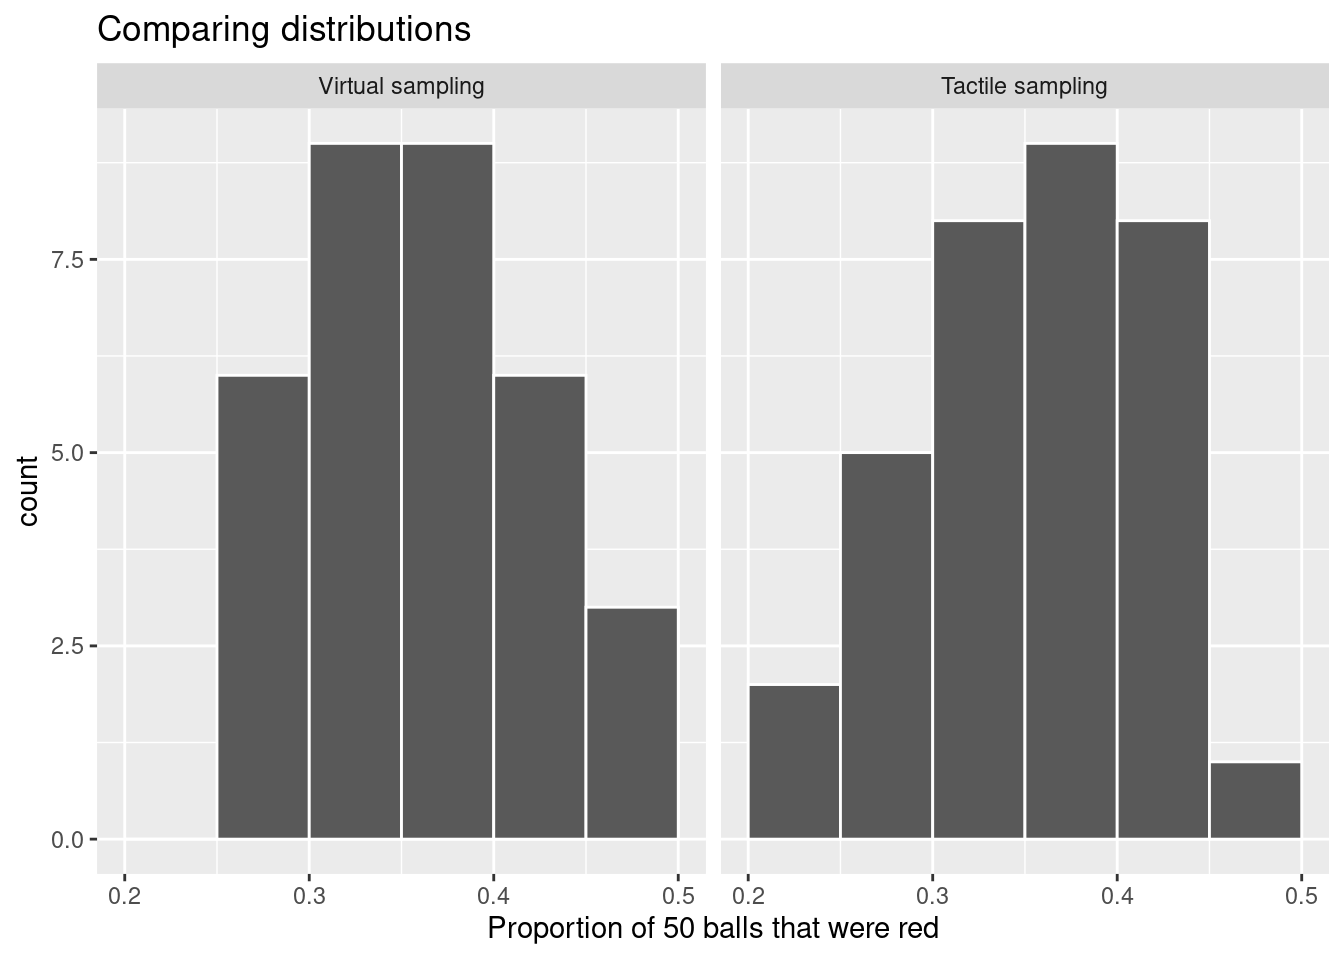 Comparing distributions
Virtual sampling
Tactile sampling
count
7.5
5.0
2.5
0.0
0.2 0.3 0.4 0.5 0.2 0.3 0.4 0.5
Proportion of 50 balls that were red